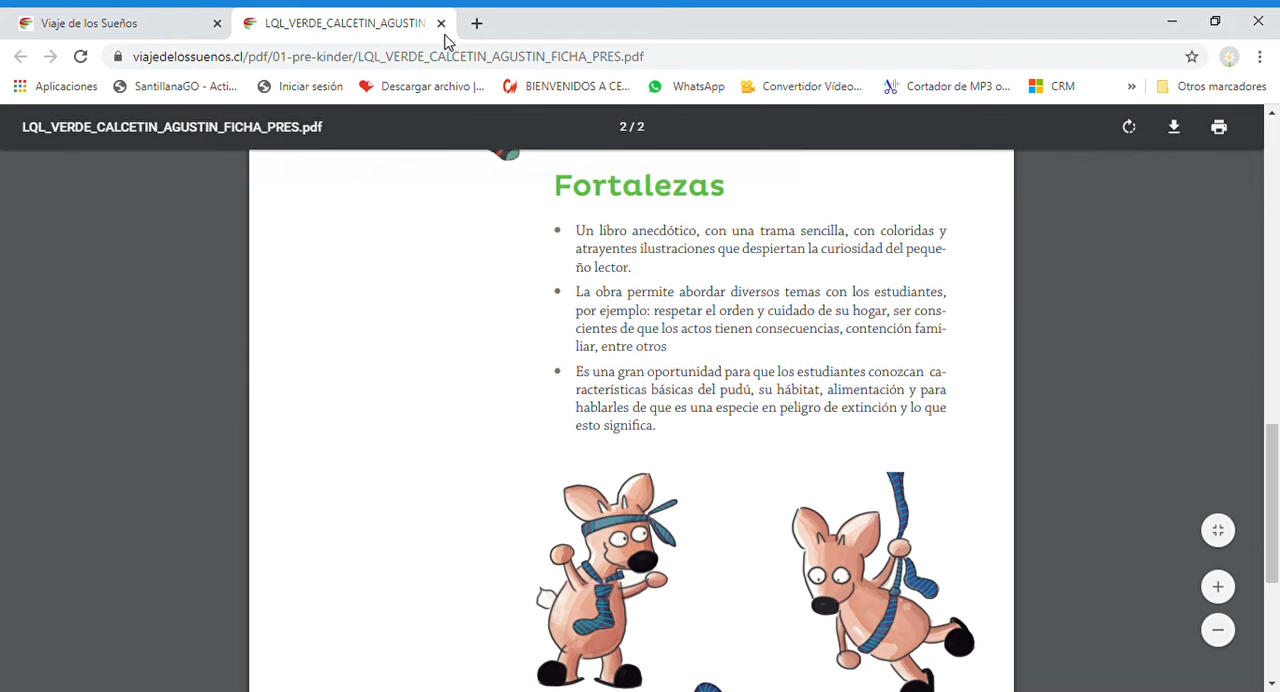 Viaje de los Sueños
LQL_VERDE_CALCETIN_AGUSTIN
viajedelossuenos.cl/pdf/01-pre-kinder/LQL_VERDE_CALCETIN_AGUSTIN_FICHA_PRES.pdf
Aplicaciones SantillanaGO - Acti... Iniciar sesión Descargar archivo |... BIENVENIDOS A CE... WhatsApp Convertidor Vídeo... Cortador de MP3 o... CRM » Otros marcadores
LQL_VERDE_CALCETIN_AGUSTIN_FICHA_PRES.pdf 2 / 2
Fortalezas
• Un libro anecdótico, con una trama sencilla, con coloridas y
atrayentes ilustraciones que despiertan la curiosidad del peque-
ño lector.
• La obra permite abordar diversos temas con los estudiantes,
por ejemplo: respetar el orden y cuidado de su hogar, ser cons-
cientes de que los actos tienen consecuencias, contención fami-
liar, entre otros
• Es una gran oportunidad para que los estudiantes conozcan ca-
racterísticas básicas del pudú, su hábitat, alimentación y para
hablarles de que es una especie en peligro de extinción y lo que
esto significa.